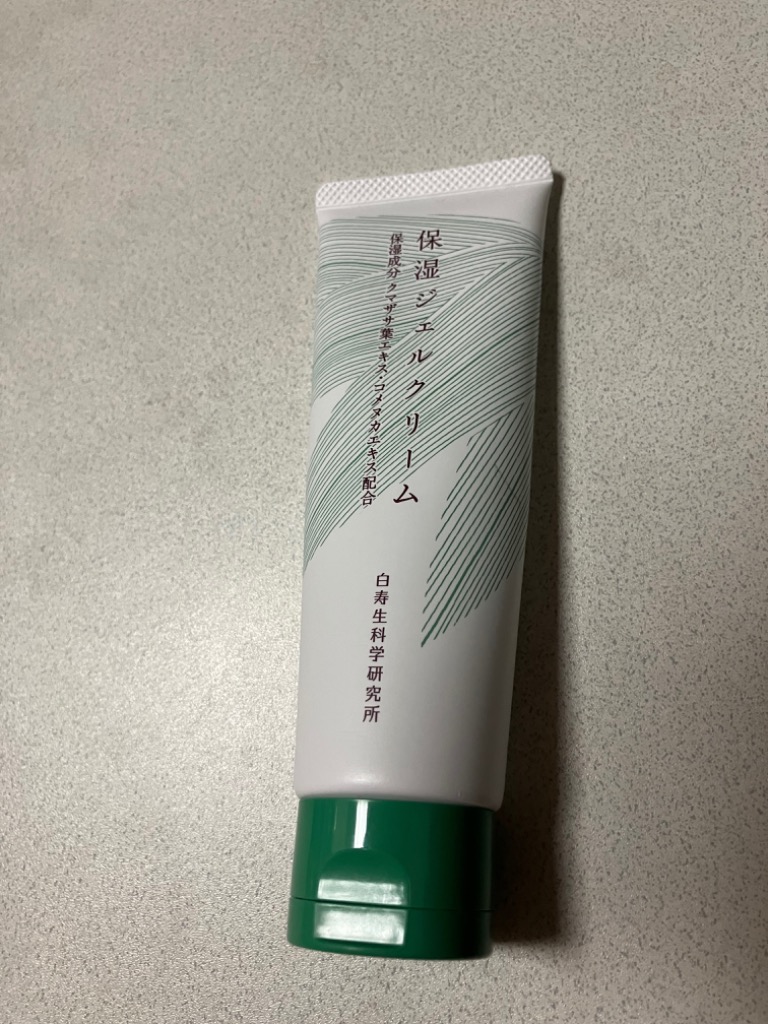 保湿ジェルクリーム
保湿成分 クマザサ葉エキス・コメヌカエキス配合
白寿生科学研究所